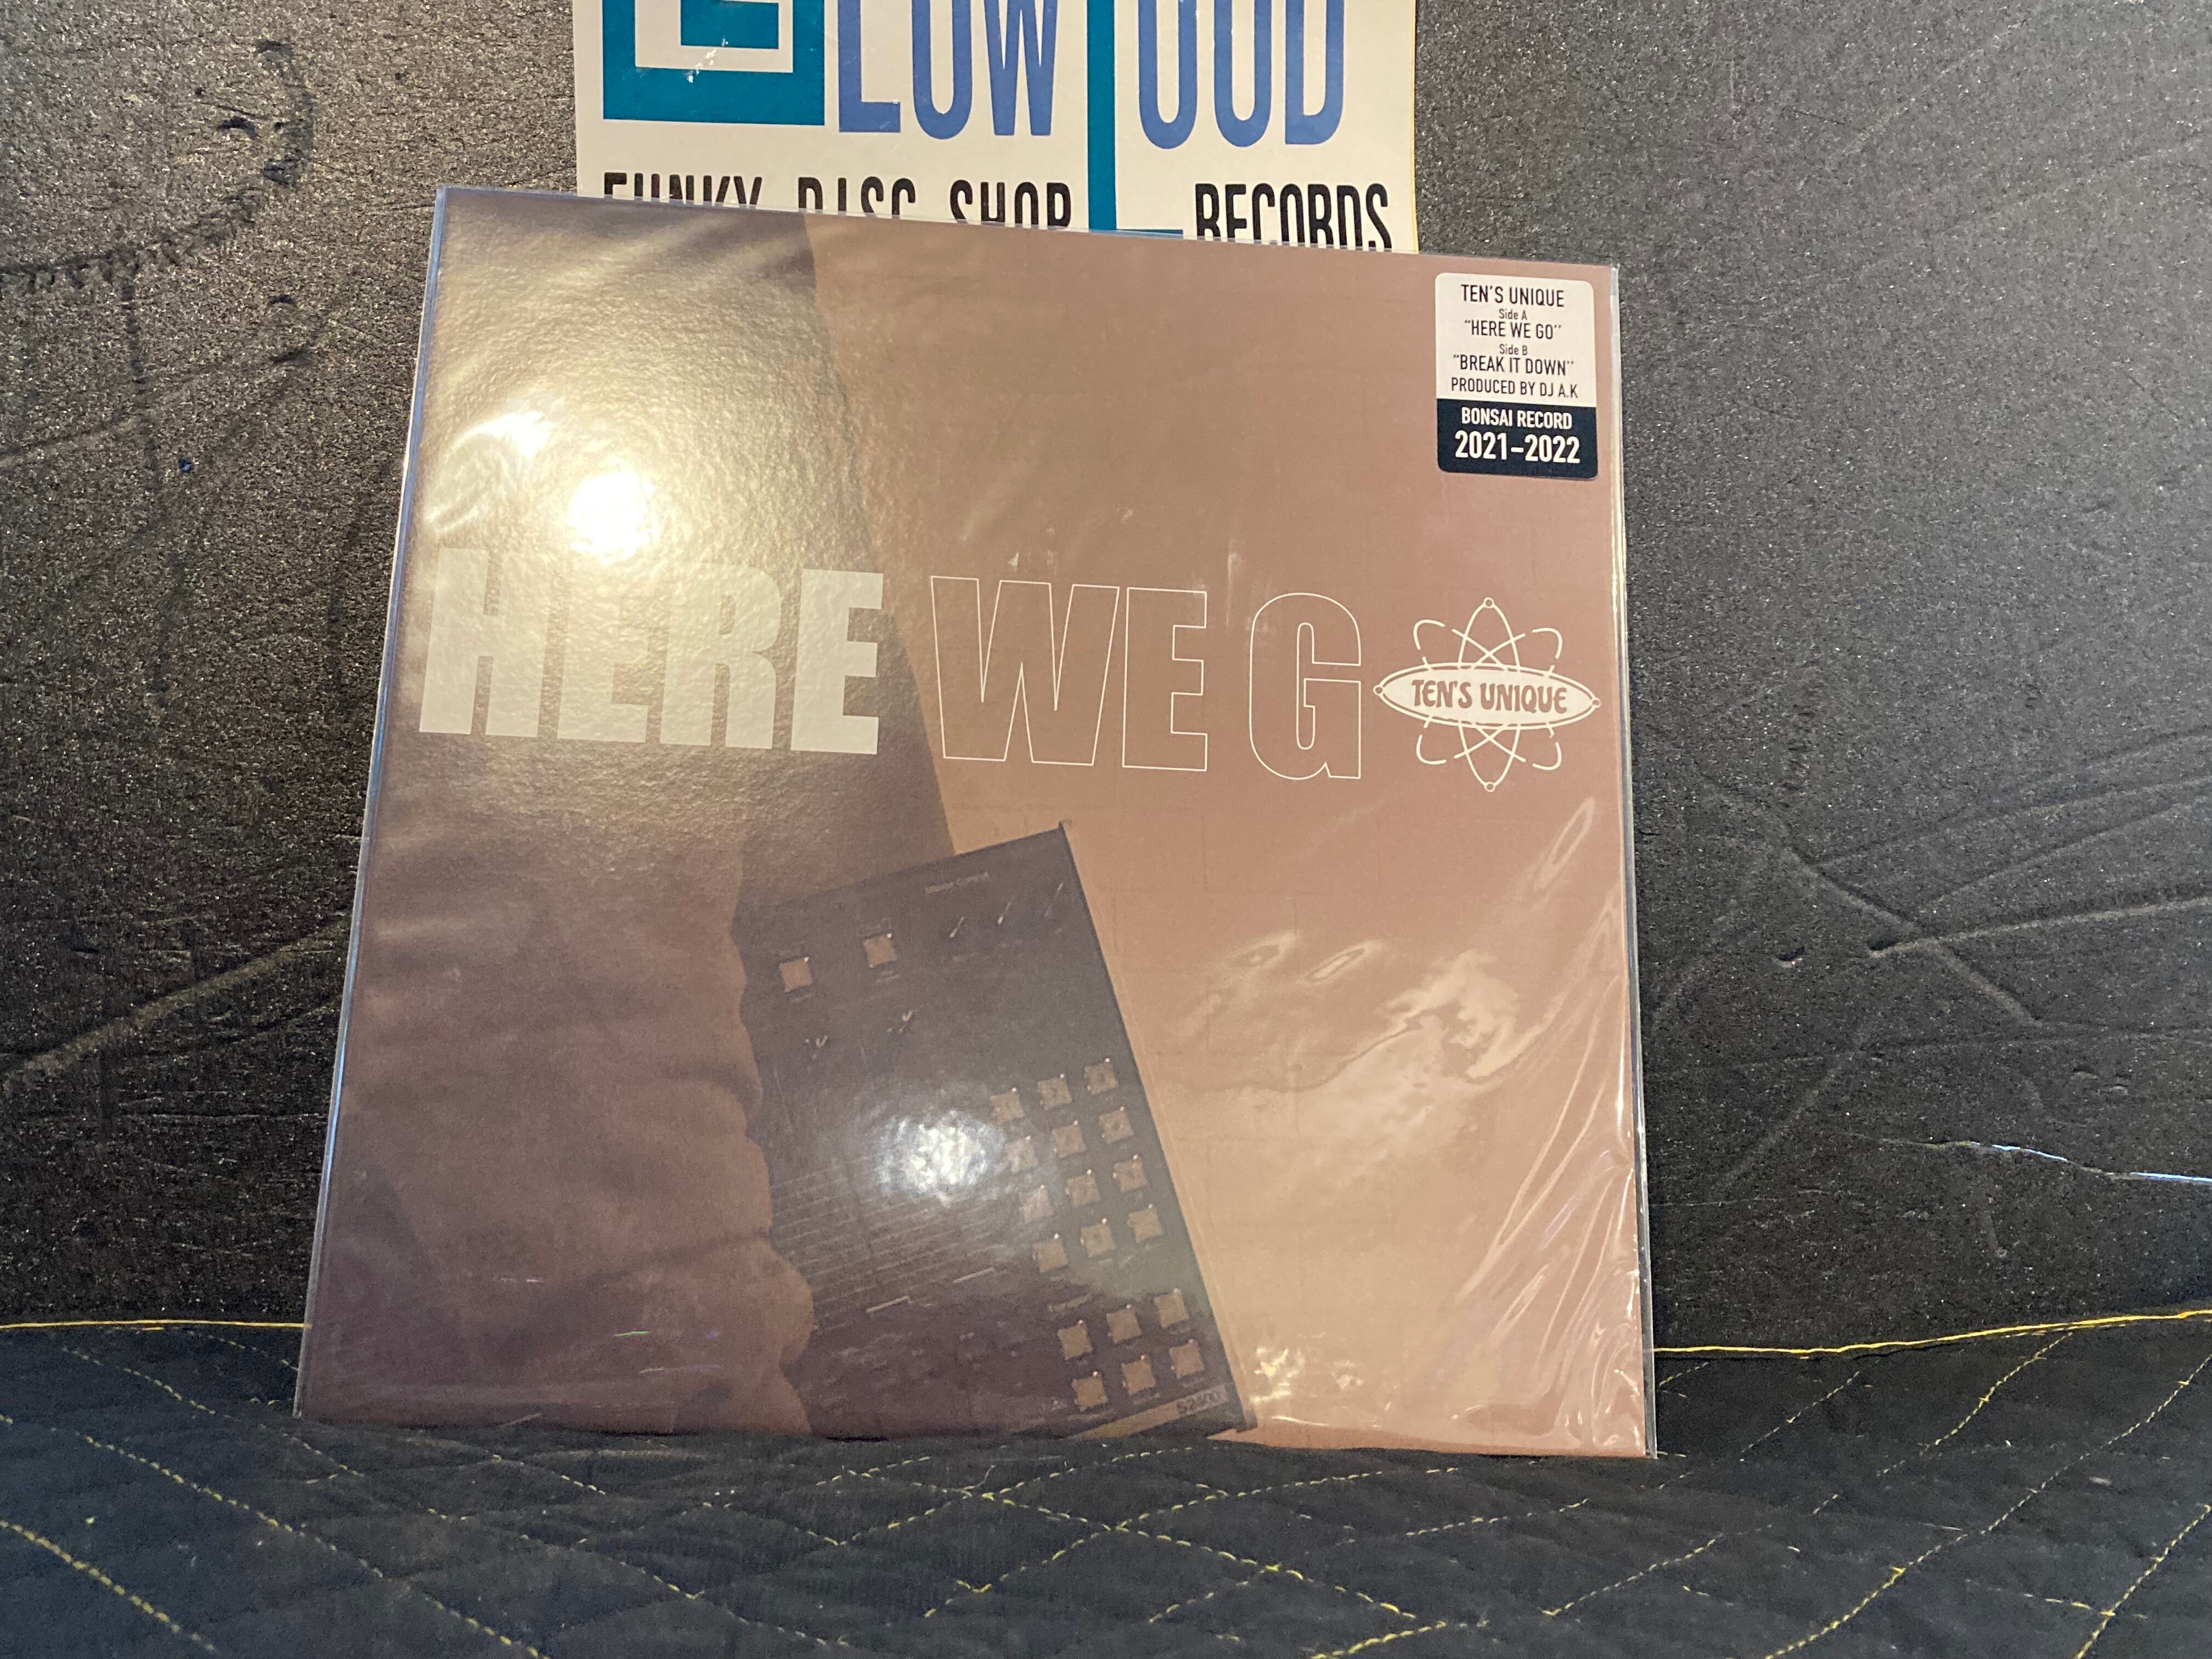 LOW LOUD
FUNKY DISC SHOP RECORDS
TEN'S UNIQUE
Side A
"HERE WE GO"
Side B
"BREAK IT DOWN"
PRODUCED BY DJ A.K
BONSAI RECORD
2021-2022
HERE WE G
TEN'S UNIQUE